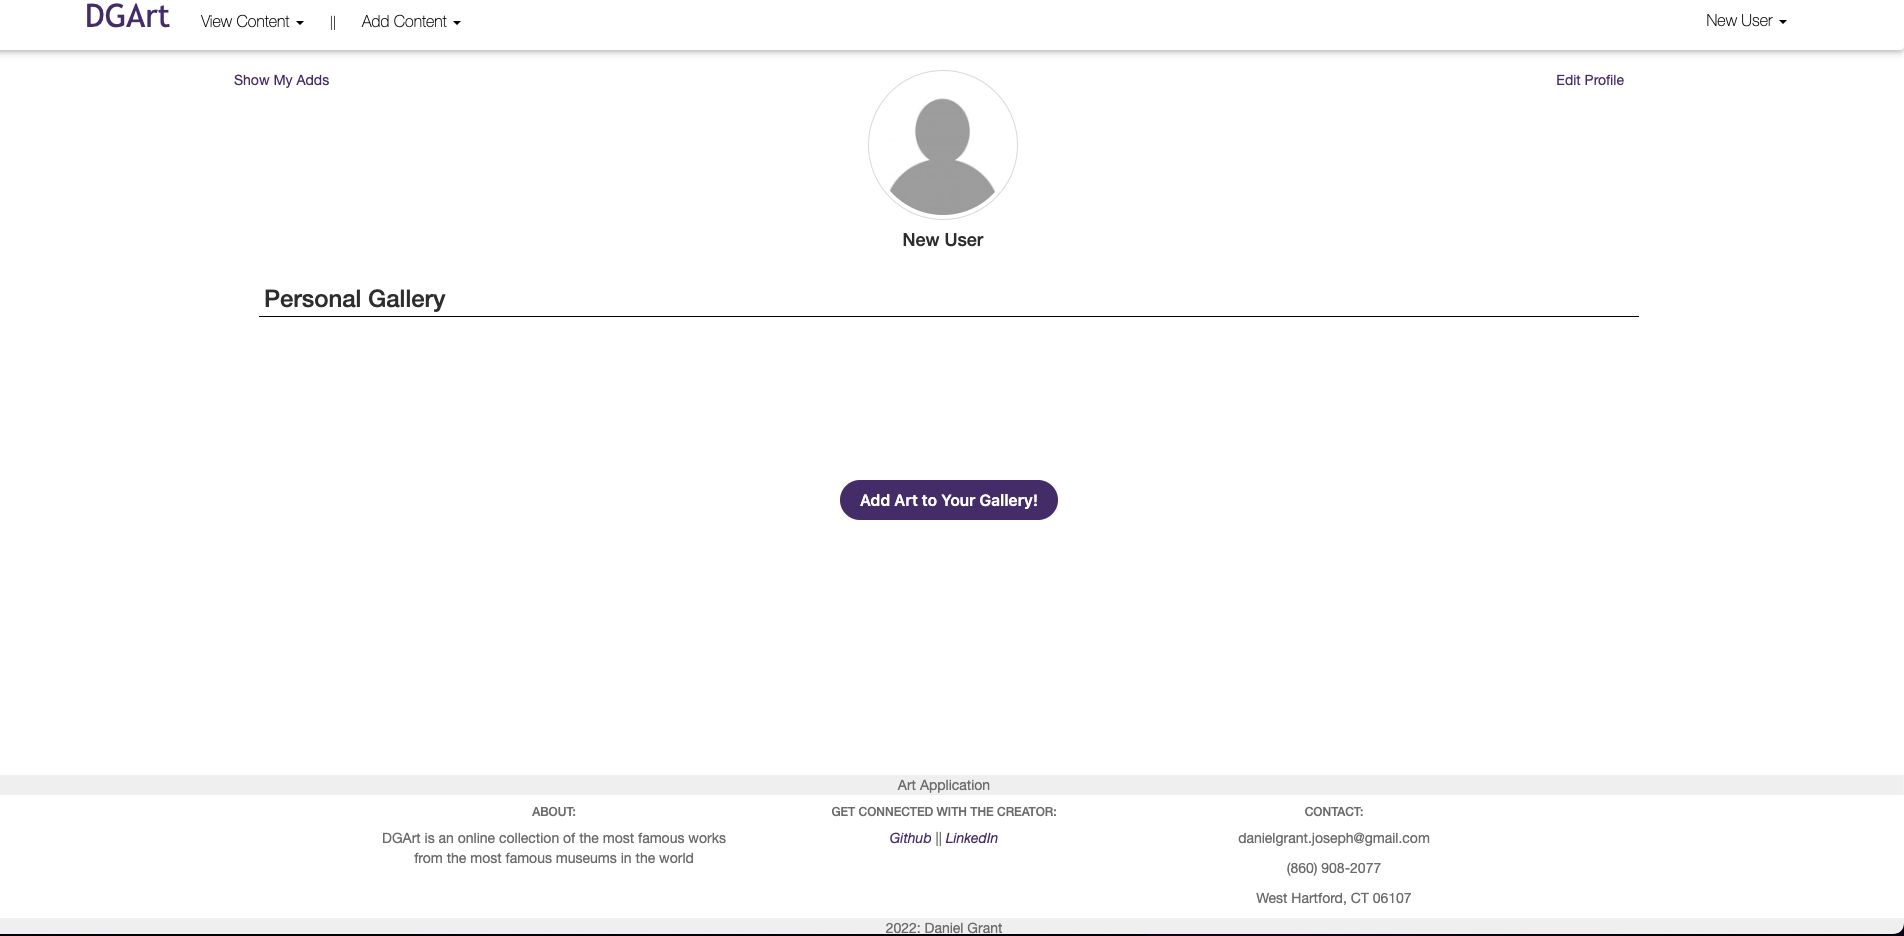 DGArt View Content || Add Content New User
Show My Adds Edit Profile
New User
Personal Gallery
Add Art to Your Gallery!
Art Application
ABOUT:
DGArt is an online collection of the most famous works
from the most famous museums in the world
GET CONNECTED WITH THE CREATOR:
Github || LinkedIn
CONTACT:
danielgrant.joseph@gmail.com
(860) 908-2077
West Hartford, CT 06107
2022: Daniel Grant